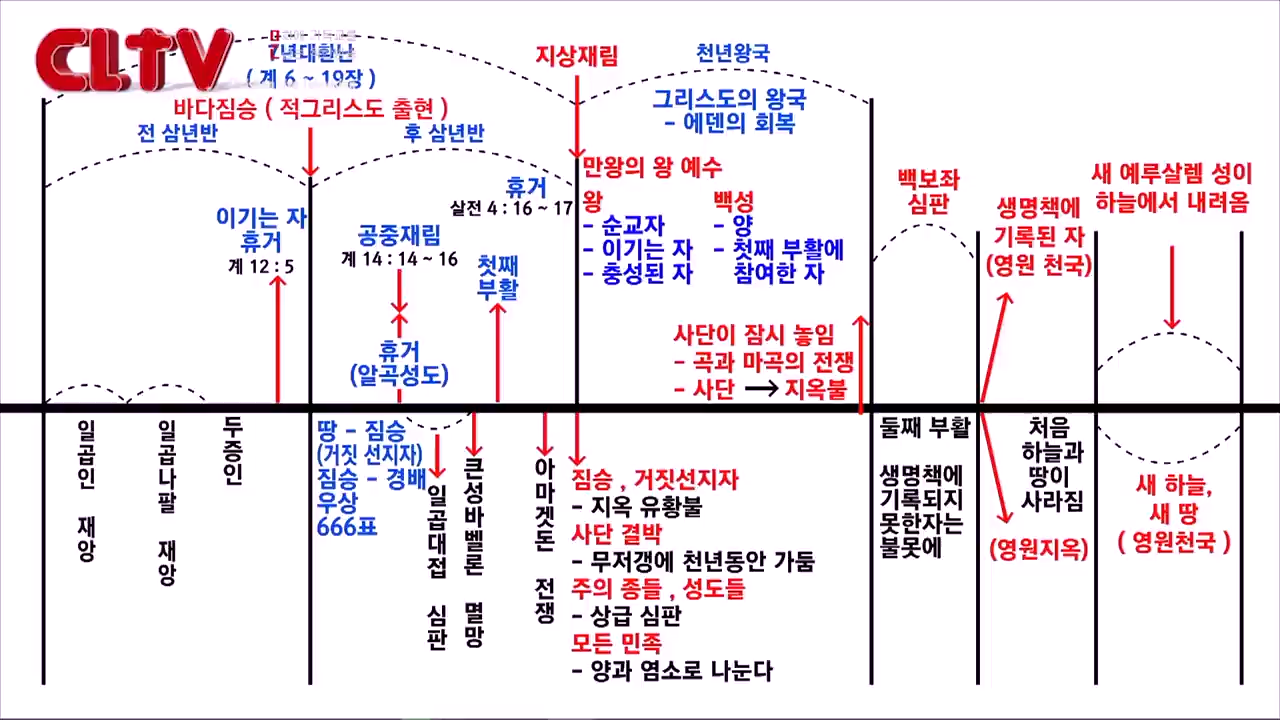 CLTV
7년대환난
( 계 6 ~ 19장 )
바다짐승 ( 적그리스도 출현 )
전 삼년반
후 삼년반
지상재림
천년왕국
그리스도의 왕국
- 에덴의 회복
만왕의 왕 예수
왕
- 순교자
- 이기는 자
- 충성된 자
백성
- 양
- 첫째 부활에
참여한 자
이기는 자
휴거
계 12 : 5
공중재림
계 14 : 14 ~ 16
휴거
살전 4 : 16 ~ 17
첫째
부활
휴거
(알곡성도)
사단이 잠시 놓임
- 곡과 마곡의 전쟁
- 사단 → 지옥불
백보좌
심판
생명책에
기록된 자
(영원 천국)
새 예루살렘 성이
하늘에서 내려옴
일곱인 재앙
일곱나팔 재앙
두증인
땅 - 짐승
(거짓 선지자)
짐승 - 경배
우상
666표
일곱대접 심판
큰성바벨론 멸망
아마겟돈 전쟁
짐승 , 거짓선지자
- 지옥 유황불
사단 결박
- 무저갱에 천년동안 가둠
주의 종들 , 성도들
- 상급 심판
모든 민족
- 양과 염소로 나눈다
둘째 부활
생명책에
기록되지
못한자는
불못에
(영원지옥)
처음
하늘과
땅이
사라짐
새 하늘,
새 땅
( 영원천국 )